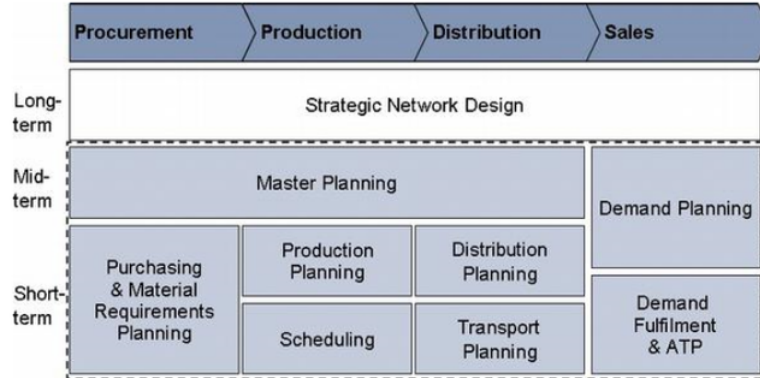 Procurement
Production
Distribution
Sales
Long-
term
Strategic Network Design
Mid-
term
Master Planning
Demand Planning
Short-
term
Purchasing
& Material
Requirements
Planning
Production
Planning
Distribution
Planning
Scheduling
Transport
Planning
Demand
Fulfilment
& ATP